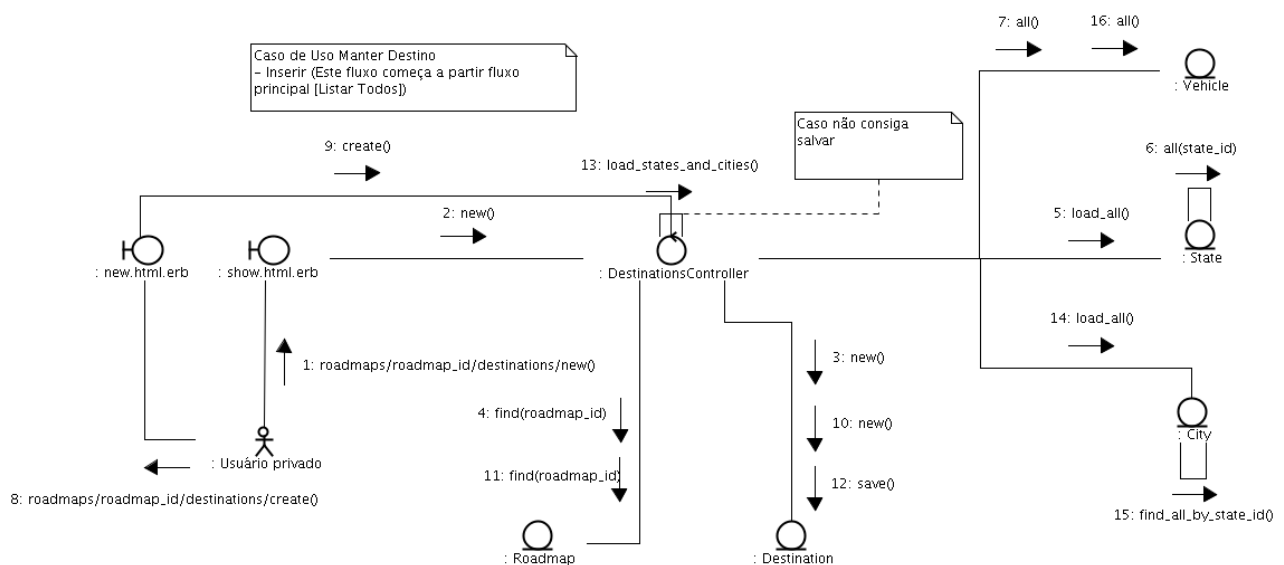 7: all()
16: all()
Caso de Uso Manter Destino
– Inserir (Este fluxo começa a partir fluxo
principal [Listar Todos])
: Vehicle
Caso não consiga
salvar
9: create()
13: load_states_and_cities()
6: all(state_id)
2: new()
5: load_all()
: new.html.erb
: show.html.erb
: DestinationsController
: State
14: load_all()
1: roadmaps/roadmap_id/destinations/new()
3: new()
4: find(roadmap_id)
10: new()
: City
: Usuário privado
11: find(roadmap_id)
12: save()
8: roadmaps/roadmap_id/destinations/create()
15: find_all_by_state_id()
: Roadmap
: Destination